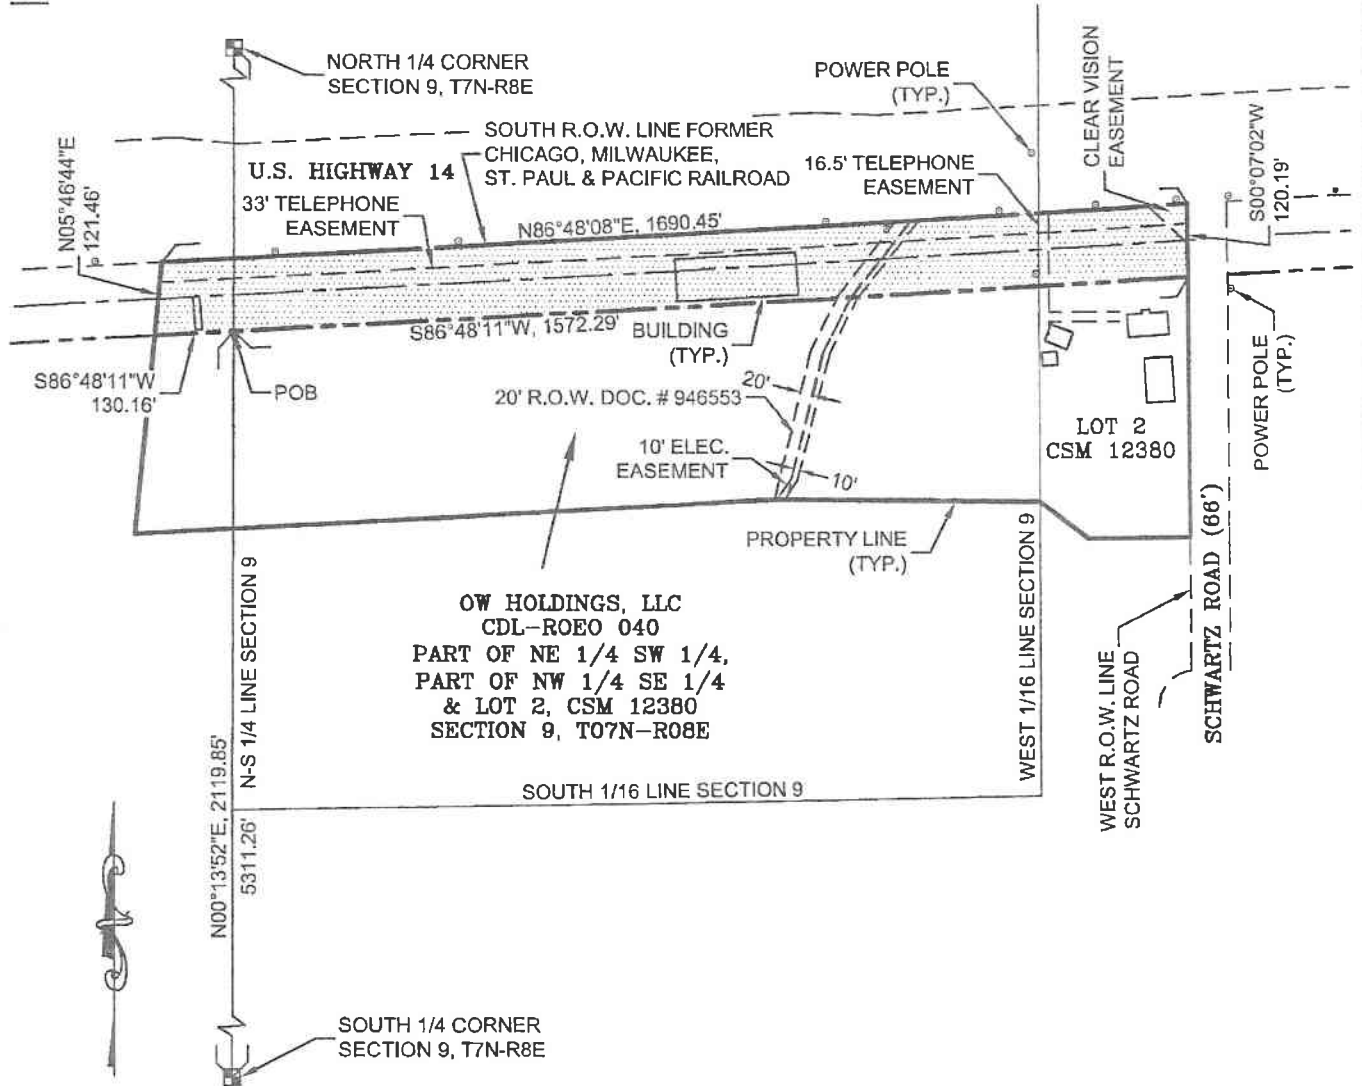 NORTH 1/4 CORNER
SECTION 9, T7N-R8E
POWER POLE
(TYP.)
CLEAR VISION
EASEMENT
N05°46'44"E
121.46'
U.S. HIGHWAY 14
SOUTH R.O.W. LINE FORMER
CHICAGO, MILWAUKEE,
ST. PAUL & PACIFIC RAILROAD
16.5' TELEPHONE
EASEMENT
S00°07'02"W
120.19'
33' TELEPHONE
EASEMENT
N86°48'08"E, 1690.45'
S86°48'11"W, 1572.29'
BUILDING
(TYP.)
S86°48'11"W
130.16'
POB
20'
20' R.O.W. DOC. # 946553
10' ELEC.
EASEMENT
10'
LOT 2
CSM 12380
POWER POLE
(TYP.)
PROPERTY LINE
(TYP.)
N-S 1/4 LINE SECTION 9
OW HOLDINGS, LLC
CDL-ROEO 040
PART OF NE 1/4 SW 1/4,
PART OF NW 1/4 SE 1/4
& LOT 2, CSM 12380
SECTION 9, T07N-R08E
WEST 1/16 LINE SECTION 9
WEST R.O.W. LINE
SCHWARTZ ROAD
SCHWARTZ ROAD (66')
SOUTH 1/16 LINE SECTION 9
N00°13'52"E, 2119.85'
5311.26'
SOUTH 1/4 CORNER
SECTION 9, T7N-R8E